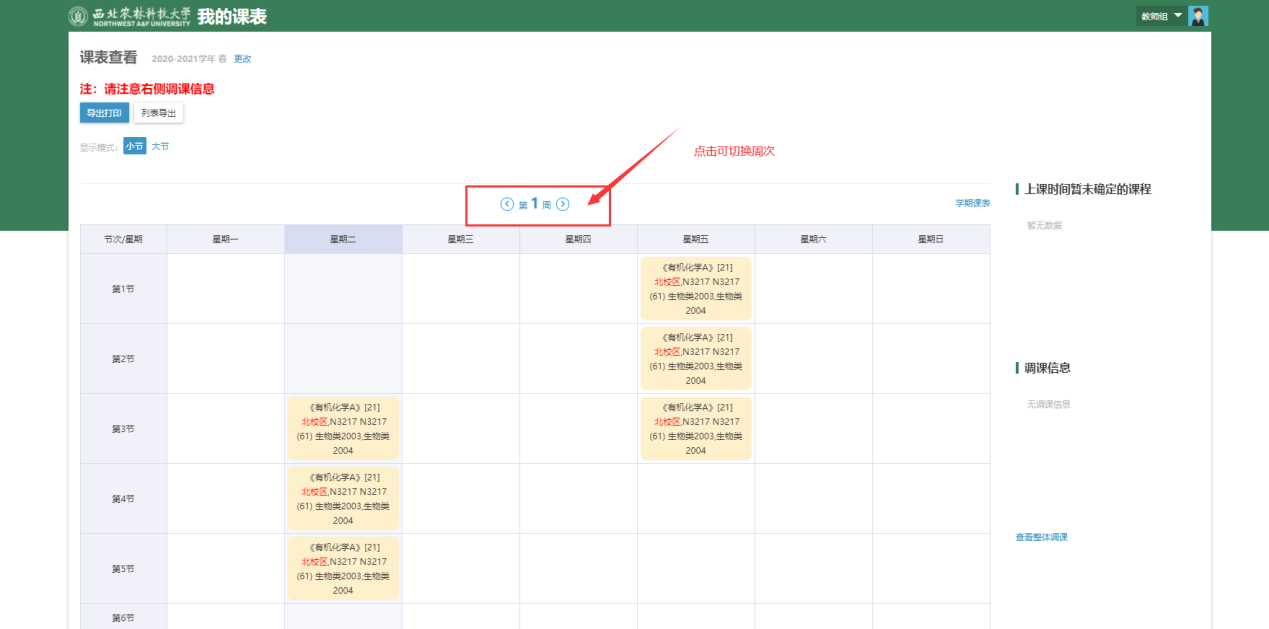 西北农林科技大学 我的课表
NORTHWEST A&F UNIVERSITY
教师组
课表查看 2020-2021学年 春 更改
注：请注意右侧调课信息
导出打印 列表导出
显示模式: 小节 大节
点击可切换周次
第 1 周
学期课表
节次/星期 星期一 星期二 星期三 星期四 星期五 星期六 星期日
第1节
《有机化学A》[21]
北校区,N3217 N3217
(61) 生物类2003,生物类
2004
第2节
《有机化学A》[21]
北校区,N3217 N3217
(61) 生物类2003,生物类
2004
第3节
《有机化学A》[21]
北校区,N3217 N3217
(61) 生物类2003,生物类
2004
《有机化学A》[21]
北校区,N3217 N3217
(61) 生物类2003,生物类
2004
第4节
《有机化学A》[21]
北校区,N3217 N3217
(61) 生物类2003,生物类
2004
第5节
《有机化学A》[21]
北校区,N3217 N3217
(61) 生物类2003,生物类
2004
第6节
上课时间暂未确定的课程
暂无数据
调课信息
无调课信息
查看整体调课